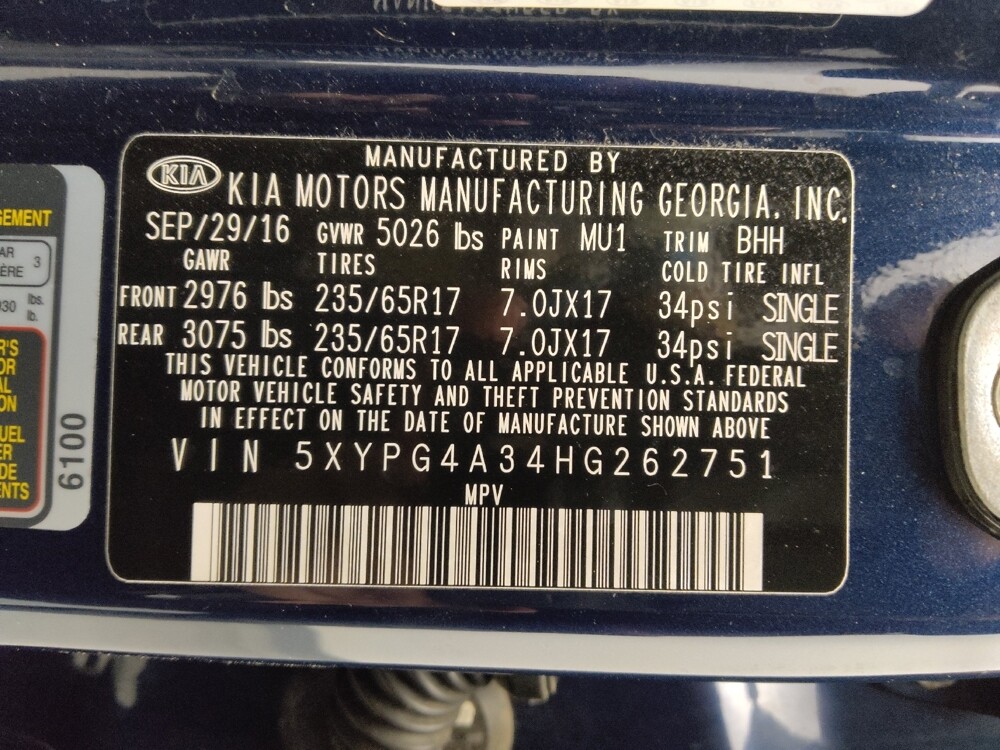 MANUFACTURED BY
KIA
KIA MOTORS MANUFACTURING GEORGIA, INC.
SEP/29/16 GVWR 5026 lbs PAINT MU1 TRIM BHH
GAWR TIRES RIMS COLD TIRE INFL
FRONT 2976 lbs 235/65R17 7.0JX17 34psi SINGLE
REAR 3075 lbs 235/65R17 7.0JX17 34psi SINGLE
THIS VEHICLE CONFORMS TO ALL APPLICABLE U.S.A. FEDERAL
MOTOR VEHICLE SAFETY AND THEFT PREVENTION STANDARDS
IN EFFECT ON THE DATE OF MANUFACTURE SHOWN ABOVE
VIN 5XYPG4A34HG262751
MPV
3
lbs.
lb.
6100